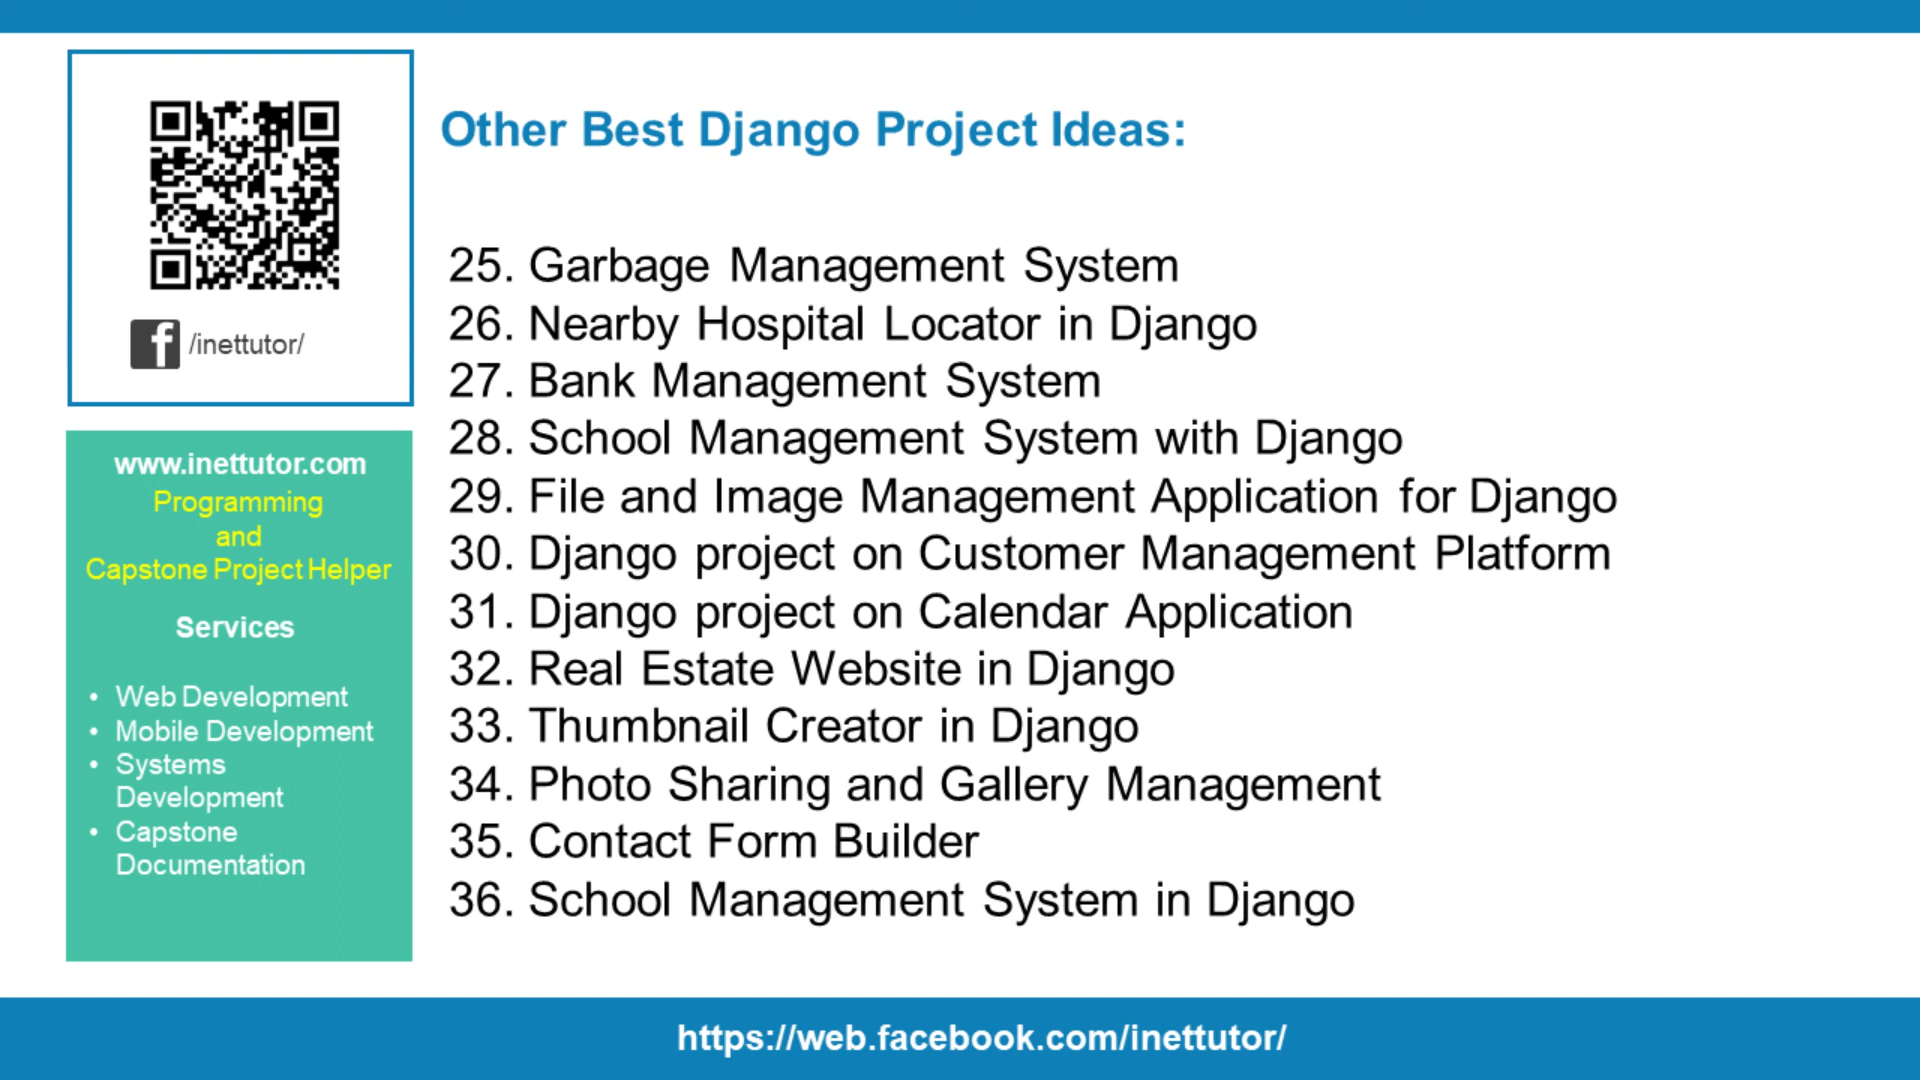 /inettutor/
www.inettutor.com
Programming
and
Capstone Project Helper
Services
• Web Development
• Mobile Development
• Systems
Development
• Capstone
Documentation
Other Best Django Project Ideas:
25. Garbage Management System
26. Nearby Hospital Locator in Django
27. Bank Management System
28. School Management System with Django
29. File and Image Management Application for Django
30. Django project on Customer Management Platform
31. Django project on Calendar Application
32. Real Estate Website in Django
33. Thumbnail Creator in Django
34. Photo Sharing and Gallery Management
35. Contact Form Builder
36. School Management System in Django
https://web.facebook.com/inettutor/